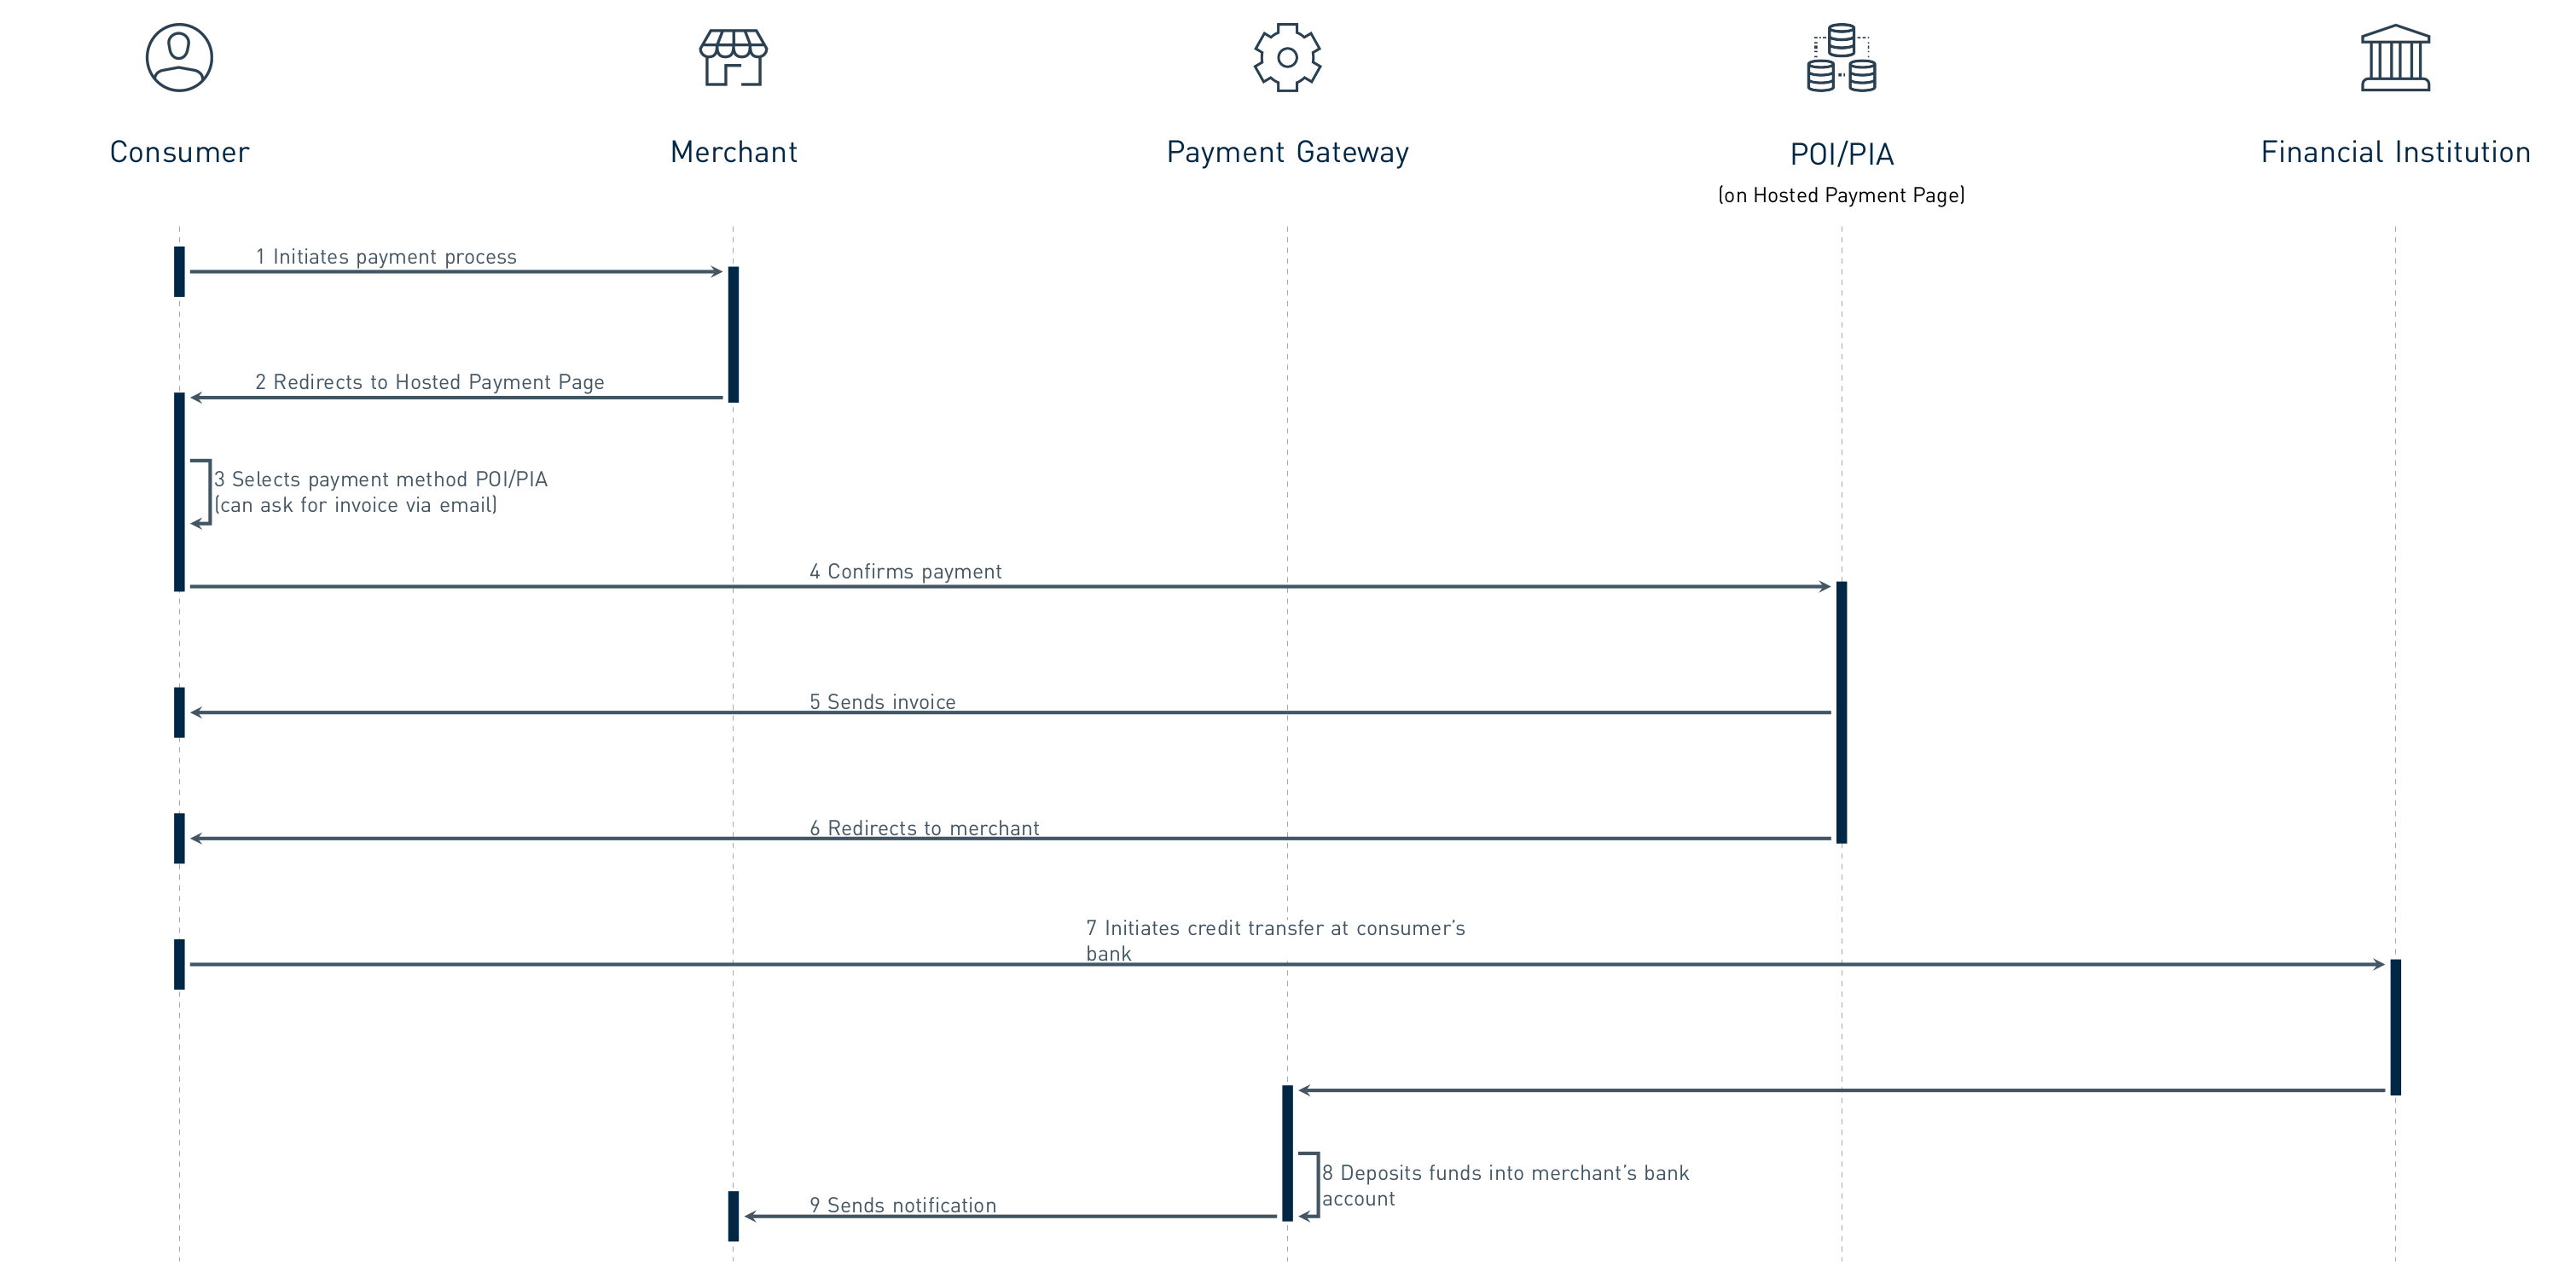 Consumer
Merchant
Payment Gateway
POI/PIA
(on Hosted Payment Page)
Financial Institution
1 Initiates payment process
2 Redirects to Hosted Payment Page
3 Selects payment method POI/PIA
(can ask for invoice via email)
4 Confirms payment
5 Sends invoice
6 Redirects to merchant
7 Initiates credit transfer at consumer’s
bank
8 Deposits funds into merchant’s bank
account
9 Sends notification